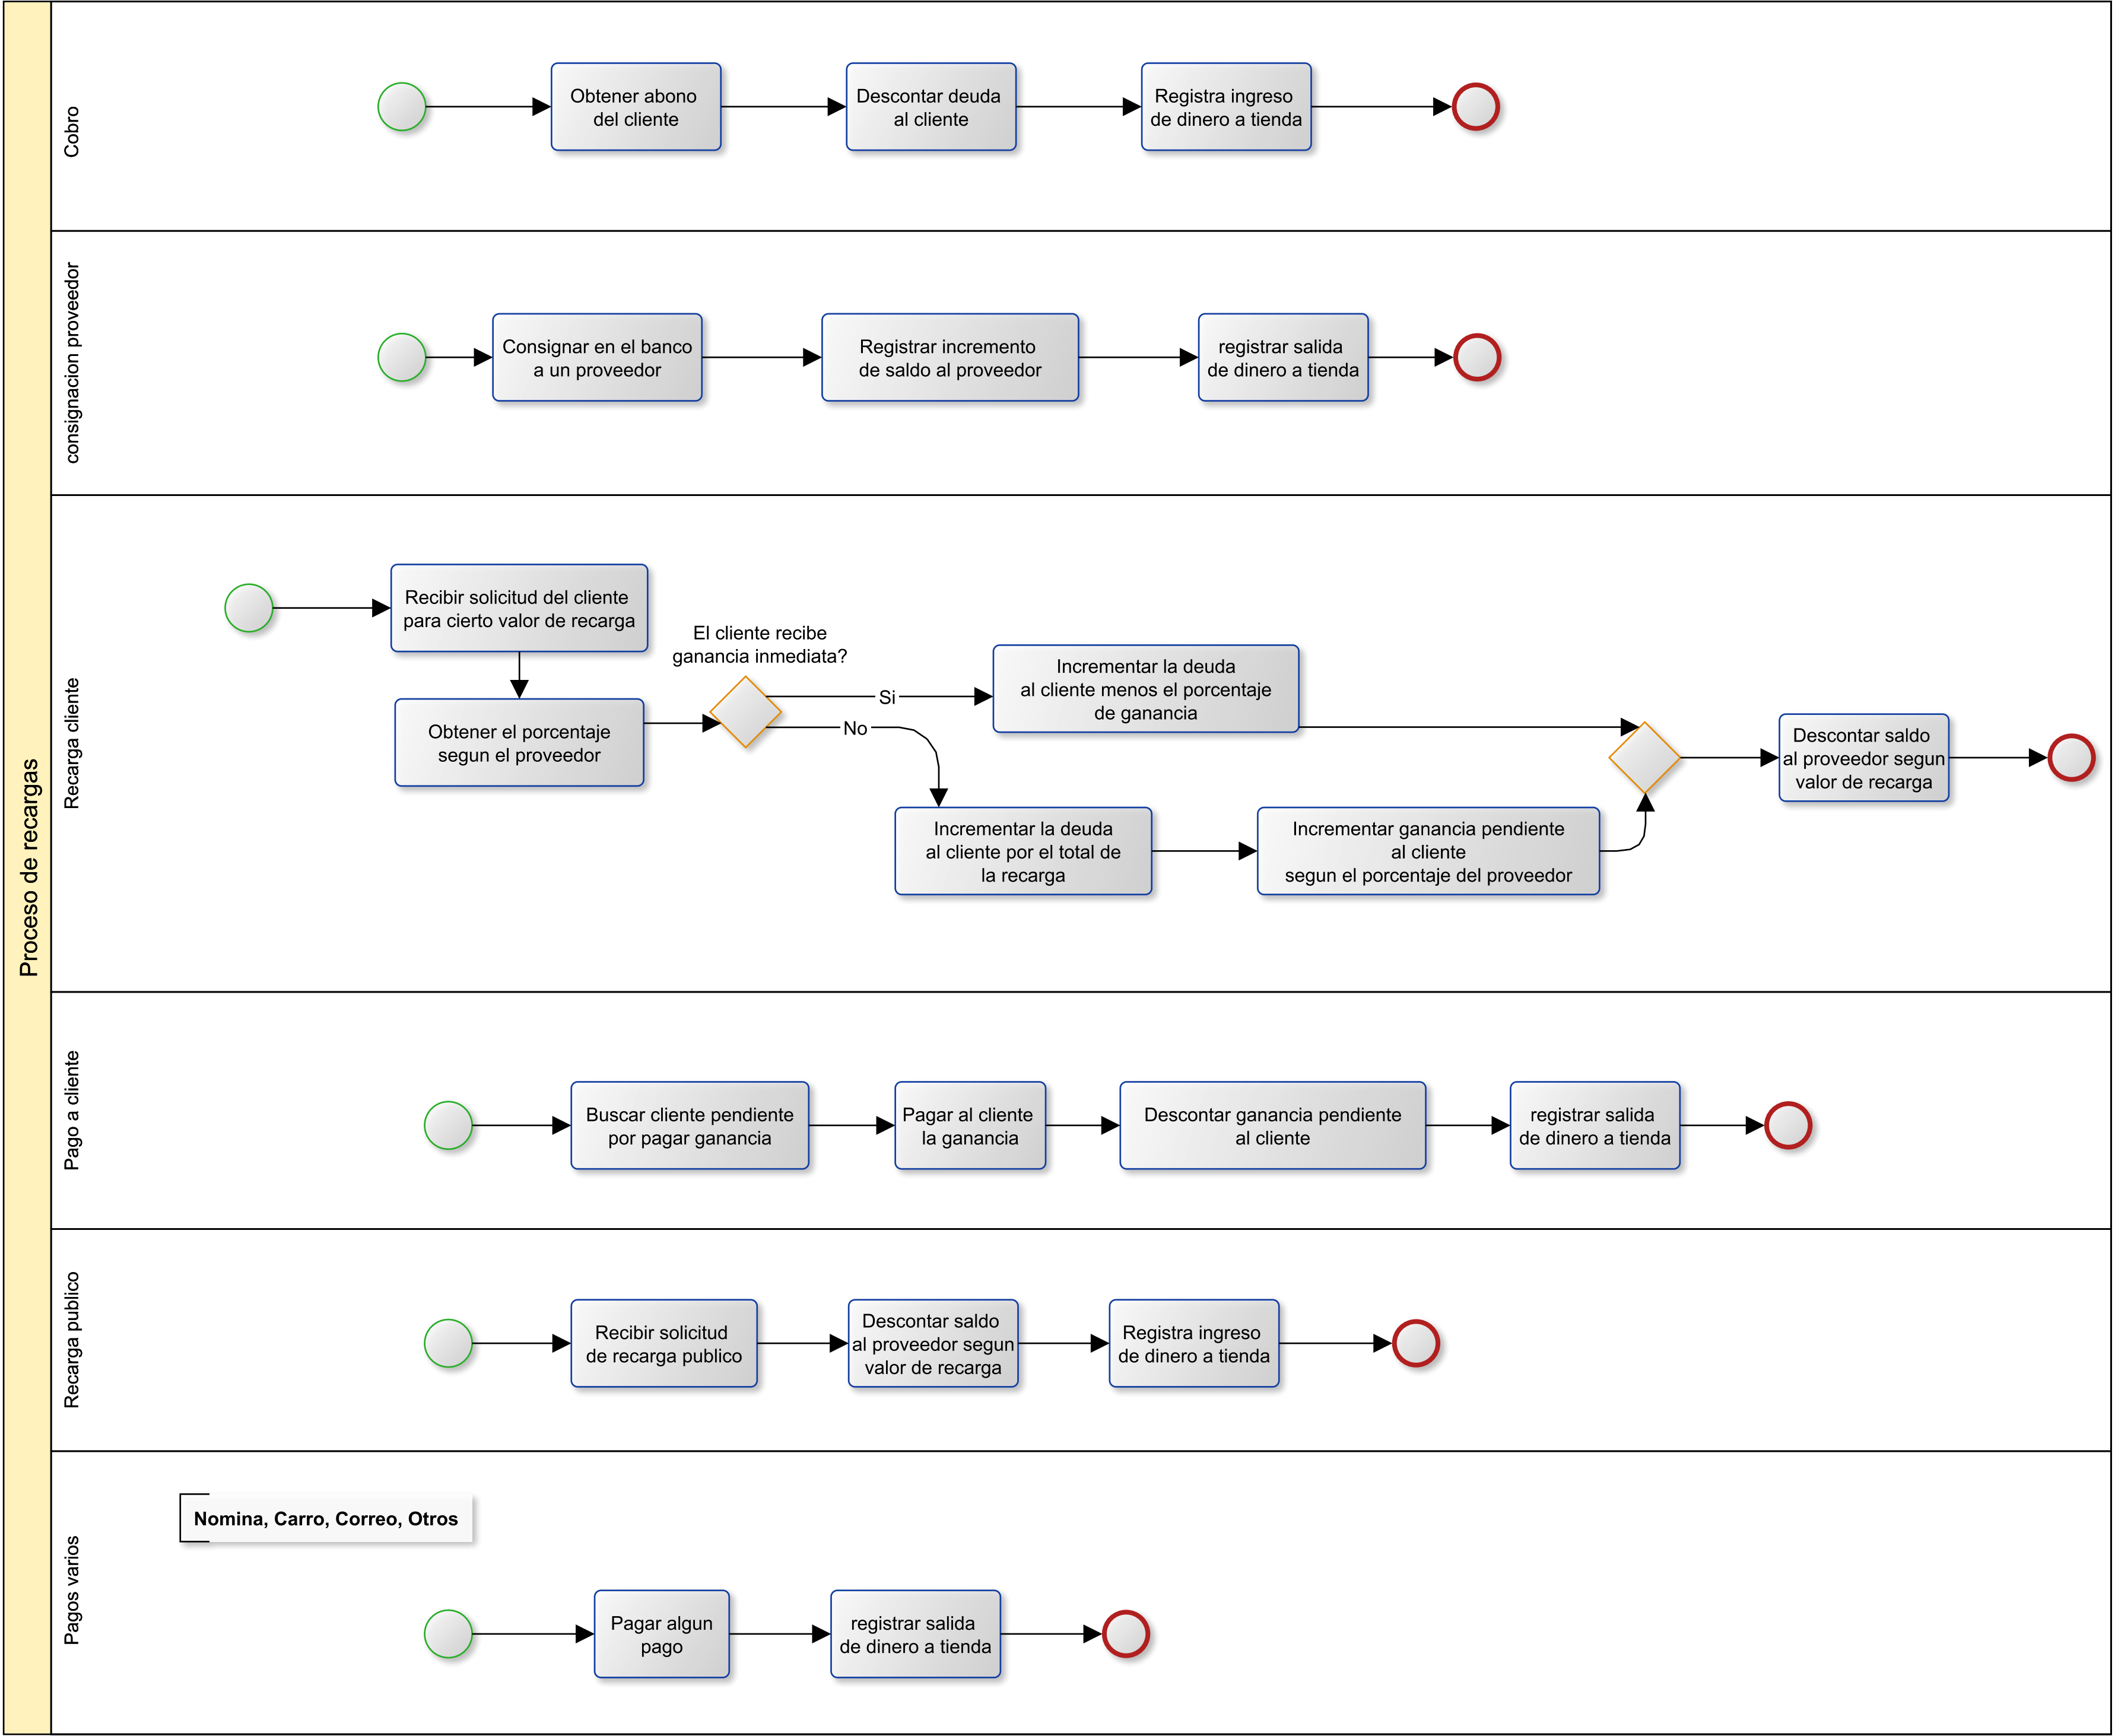 Proceso de recargas
Cobro
Obtener abono
del cliente
Descontar deuda
al cliente
Registra ingreso
de dinero a tienda
consignacion proveedor
Consignar en el banco
a un proveedor
Registrar incremento
de saldo al proveedor
registrar salida
de dinero a tienda
Recarga cliente
Recibir solicitud del cliente
para cierto valor de recarga
Obtener el porcentaje
segun el proveedor
El cliente recibe
ganancia inmediata?
Si
No
Incrementar la deuda
al cliente menos el porcentaje
de ganancia
Incrementar la deuda
al cliente por el total de
la recarga
Incrementar ganancia pendiente
al cliente
segun el porcentaje del proveedor
Descontar saldo
al proveedor segun
valor de recarga
Pago a cliente
Buscar cliente pendiente
por pagar ganancia
Pagar al cliente
la ganancia
Descontar ganancia pendiente
al cliente
registrar salida
de dinero a tienda
Recarga publico
Recibir solicitud
de recarga publico
Descontar saldo
al proveedor segun
valor de recarga
Registra ingreso
de dinero a tienda
Pagos varios
Nomina, Carro, Correo, Otros
Pagar algun
pago
registrar salida
de dinero a tienda